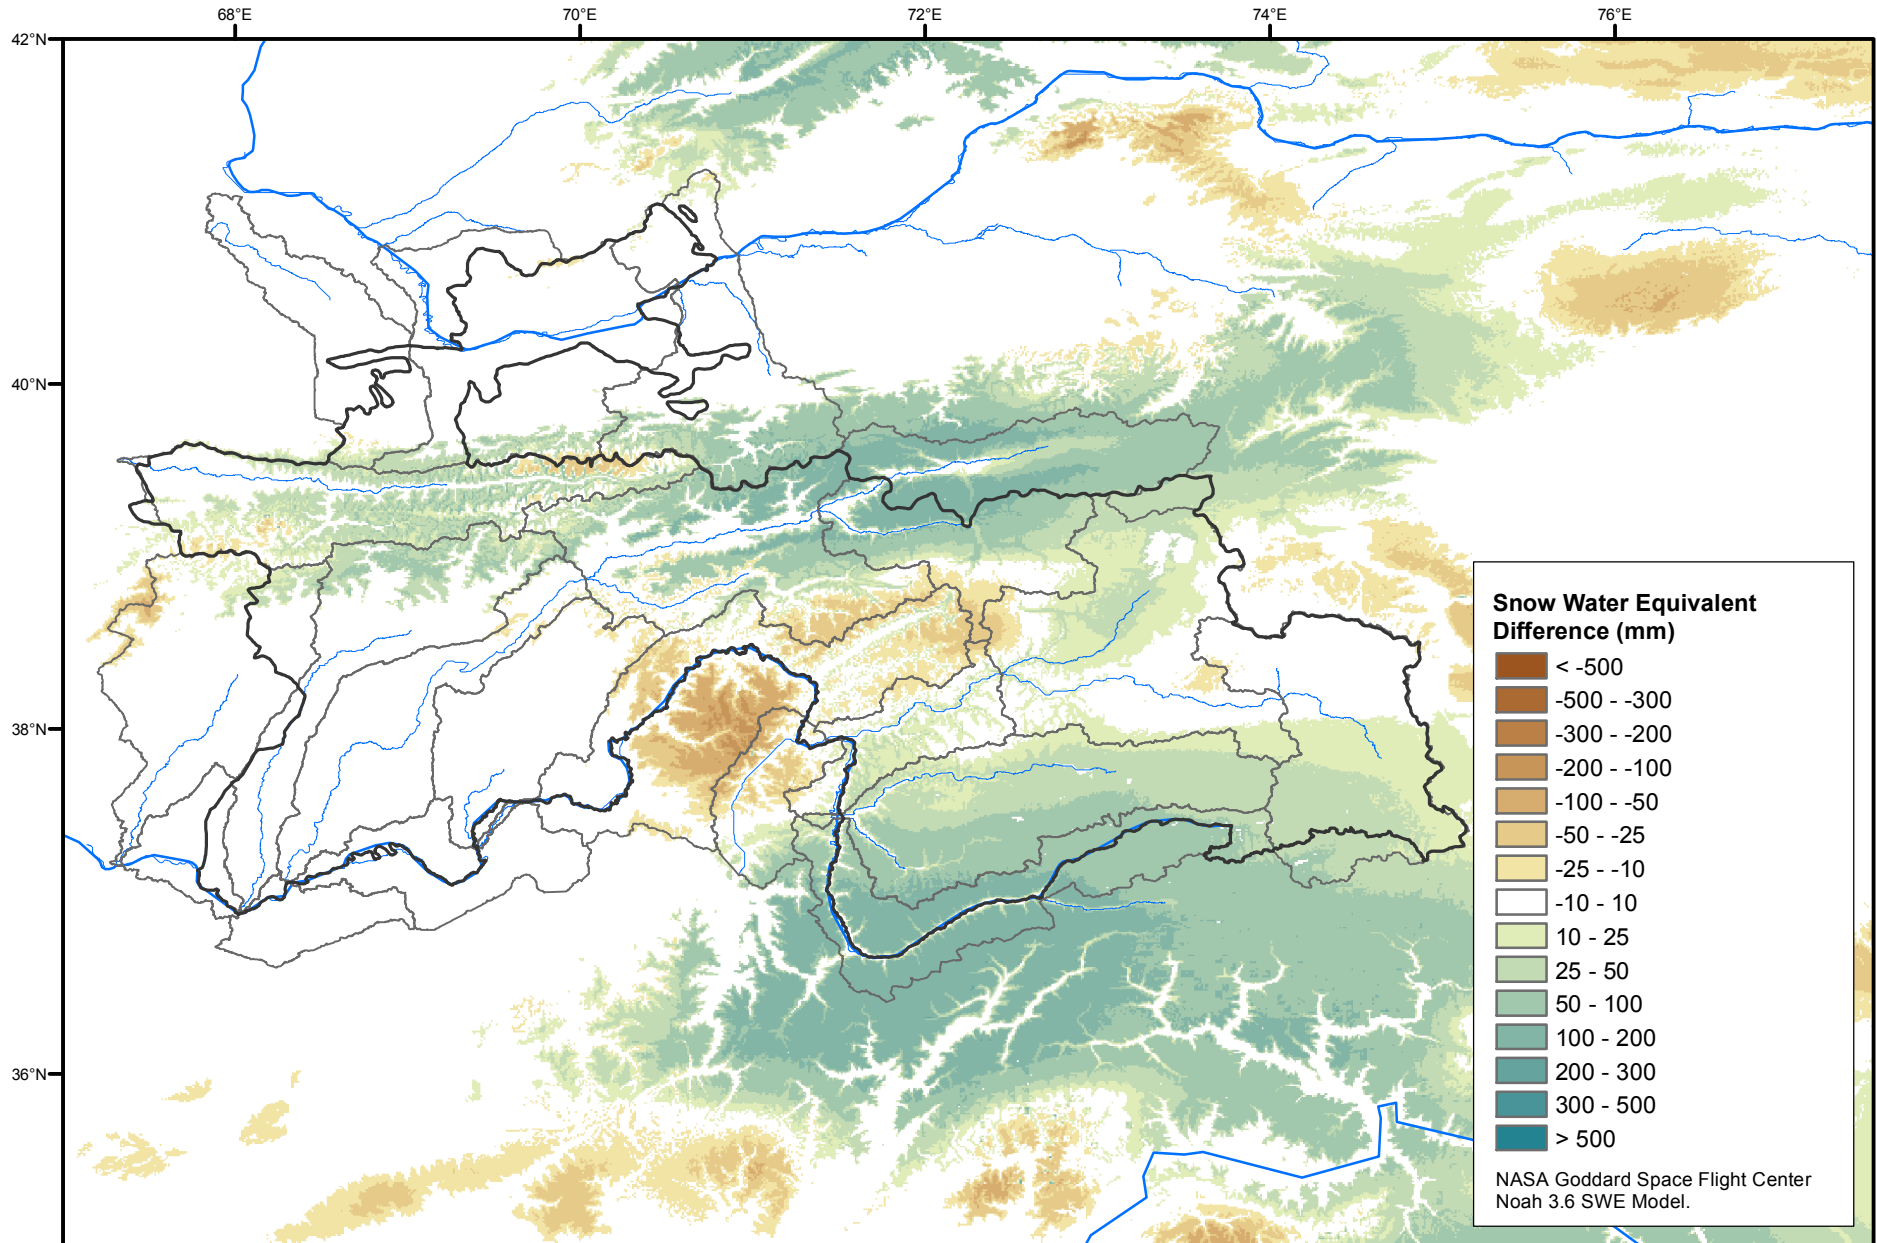 68°E 70°E 72°E 74°E 76°E
42°N
40°N
38°N
36°N
Snow Water Equivalent
Difference (mm)
< -500
-500 - -300
-300 - -200
-200 - -100
-100 - -50
-50 - -25
-25 - -10
-10 - 10
10 - 25
25 - 50
50 - 100
100 - 200
200 - 300
300 - 500
> 500
NASA Goddard Space Flight Center
Noah 3.6 SWE Model.